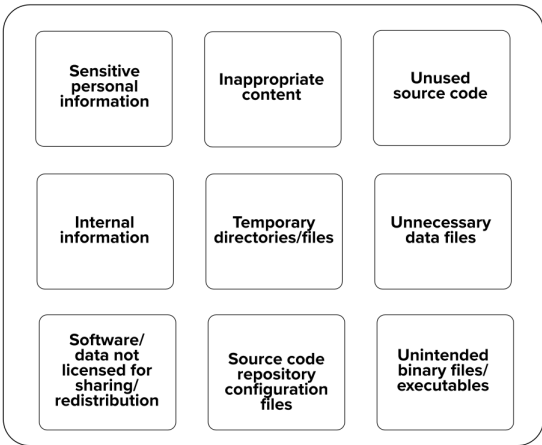 Sensitive
personal
information
Inappropriate
content
Unused
source code
Internal
information
Temporary
directories/files
Unnecessary
data files
Software/
data not
licensed for
sharing/
redistribution
Source code
repository
configuration
files
Unintended
binary files/
executables